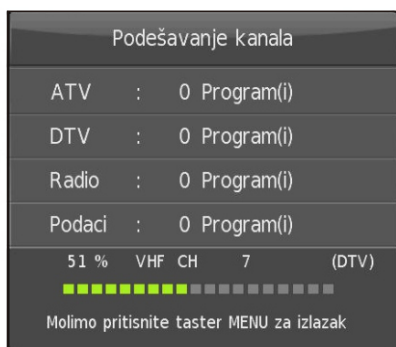 Podešavanje kanala
ATV : 0 Program(i)
DTV : 0 Program(i)
Radio : 0 Program(i)
Podaci : 0 Program(i)
51 % VHF CH 7 (DTV)
Molimo pritisnite taster MENU za izlazak